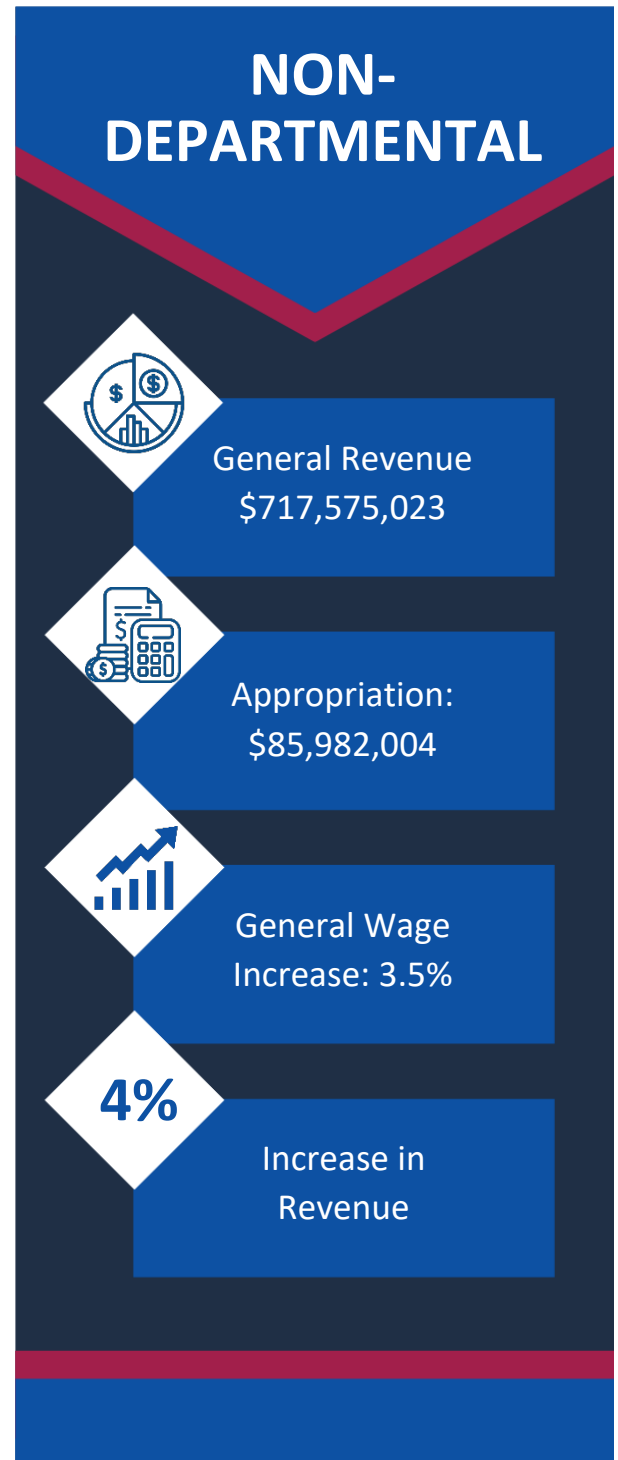 NON-
DEPARTMENTAL
$ $
General Revenue
$717,575,023
$
$
Appropriation:
$85,982,004
General Wage
Increase: 3.5%
4%
Increase in
Revenue